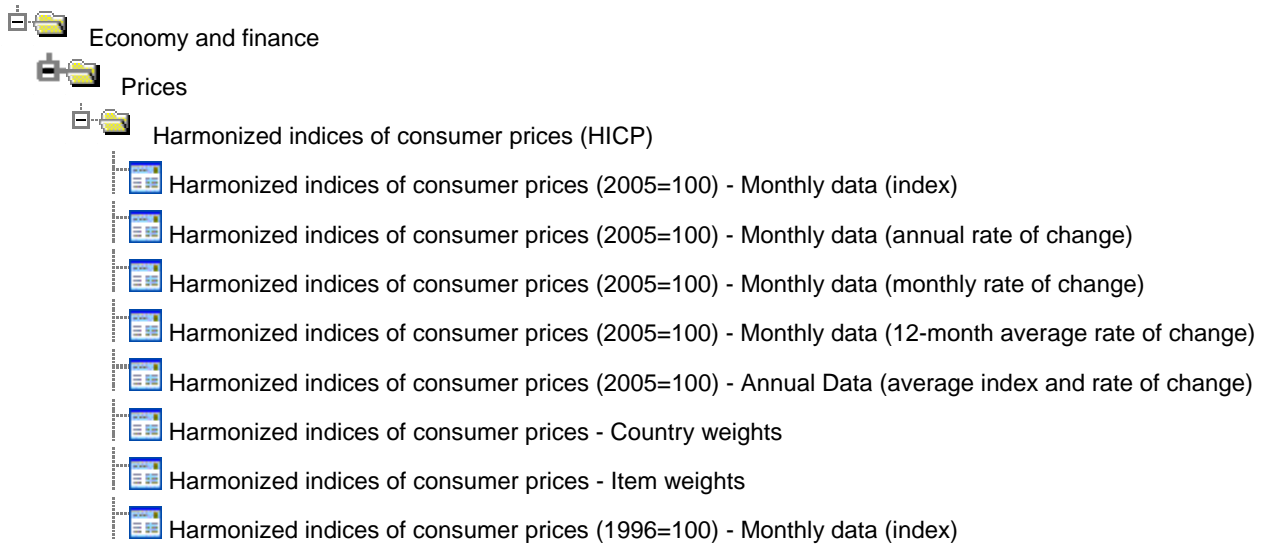 Economy and finance
Prices
Harmonized indices of consumer prices (HICP)
Harmonized indices of consumer prices (2005=100) - Monthly data (index)
Harmonized indices of consumer prices (2005=100) - Monthly data (annual rate of change)
Harmonized indices of consumer prices (2005=100) - Monthly data (monthly rate of change)
Harmonized indices of consumer prices (2005=100) - Monthly data (12-month average rate of change)
Harmonized indices of consumer prices (2005=100) - Annual Data (average index and rate of change)
Harmonized indices of consumer prices - Country weights
Harmonized indices of consumer prices - Item weights
Harmonized indices of consumer prices (1996=100) - Monthly data (index)